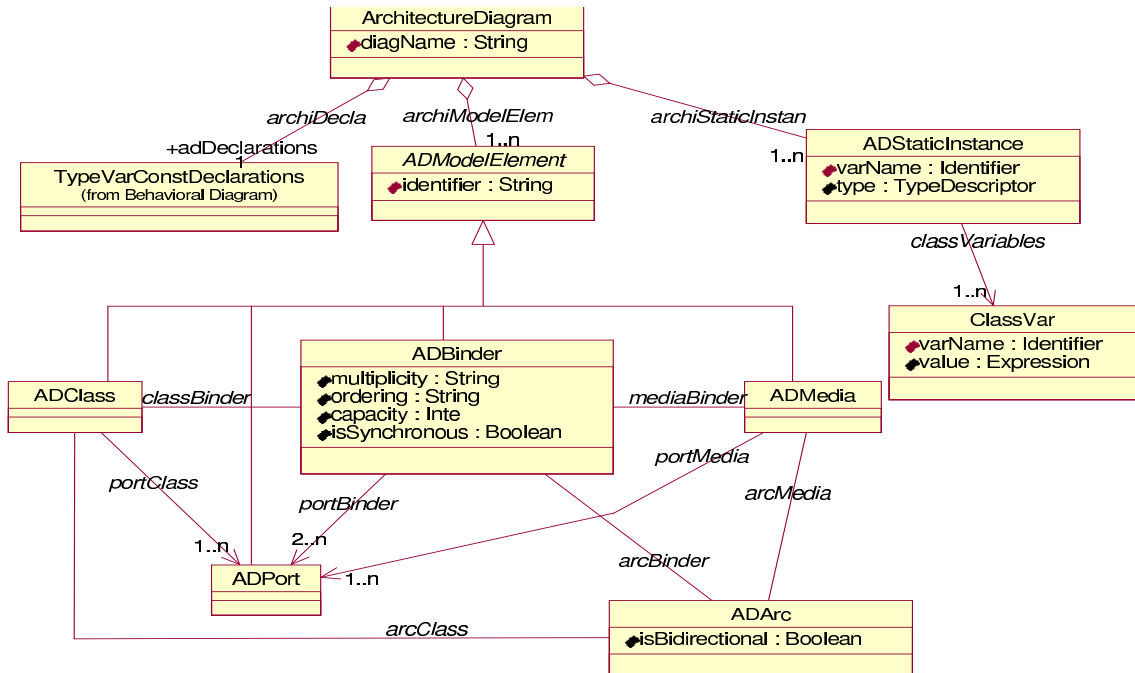 ArchitectureDiagram
diagName : String
archiDecla
archiModelElem
archiStaticInstan
+adDeclarations
1
1..n
1..n
TypeVarConstDeclarations
(from Behavioral Diagram)
ADModelElement
identifier : String
ADStaticInstance
varName : Identifier
type : TypeDescriptor
classVariables
1..n
ClassVar
varName : Identifier
value : Expression
ADBinder
multiplicity : String
ordering : String
capacity : Inte
isSynchronous : Boolean
ADClass
classBinder
mediaBinder
ADMedia
portClass
portBinder
portMedia
arcMedia
1..n
2..n
1..n
arcBinder
ADPort
ADArc
isBidirectional : Boolean
arcClass